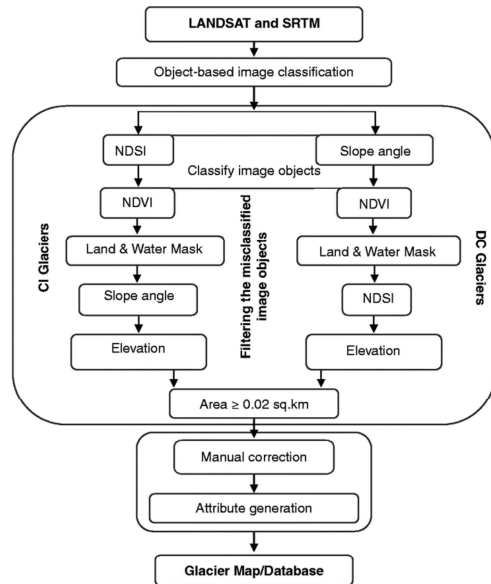 LANDSAT and SRTM
Object-based image classification
NDSI
Slope angle
Classify image objects
NDVI
NDVI
CI Glaciers
Filtering the misclassified
image objects
DC Glaciers
Land & Water Mask
Land & Water Mask
Slope angle
NDSI
Elevation
Elevation
Area ≥ 0.02 sq.km
Manual correction
Attribute generation
Glacier Map/Database